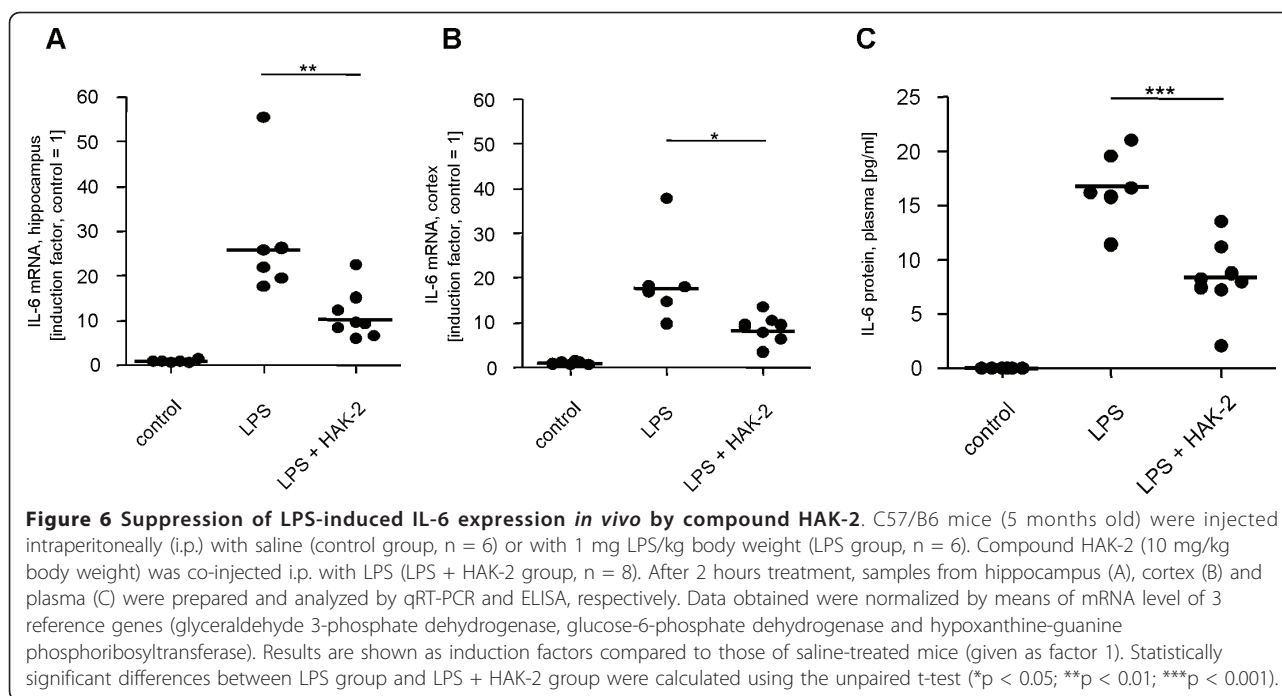 A
B
C
**
*
***
IL-6 mRNA, hippocampus
[induction factor, control = 1]
60
50
40
30
20
10
0
control
LPS
LPS + HAK-2
IL-6 mRNA, cortex
[induction factor, control = 1]
60
50
40
30
20
10
0
control
LPS
LPS + HAK-2
IL-6 protein, plasma [pg/ml]
25
20
15
10
5
0
control
LPS
LPS + HAK-2
Figure 6 Suppression of LPS-induced IL-6 expression in vivo by compound HAK-2. C57/B6 mice (5 months old) were injected
intraperitoneally (i.p.) with saline (control group, n = 6) or with 1 mg LPS/kg body weight (LPS group, n = 6). Compound HAK-2 (10 mg/kg
body weight) was co-injected i.p. with LPS (LPS + HAK-2 group, n = 8). After 2 hours treatment, samples from hippocampus (A), cortex (B) and
plasma (C) were prepared and analyzed by qRT-PCR and ELISA, respectively. Data obtained were normalized by means of mRNA level of 3
reference genes (glyceraldehyde 3-phosphate dehydrogenase, glucose-6-phosphate dehydrogenase and hypoxanthine-guanine
phosphoribosyltransferase). Results are shown as induction factors compared to those of saline-treated mice (given as factor 1). Statistically
significant differences between LPS group and LPS + HAK-2 group were calculated using the unpaired t-test (*p < 0.05; **p < 0.01; ***p < 0.001).